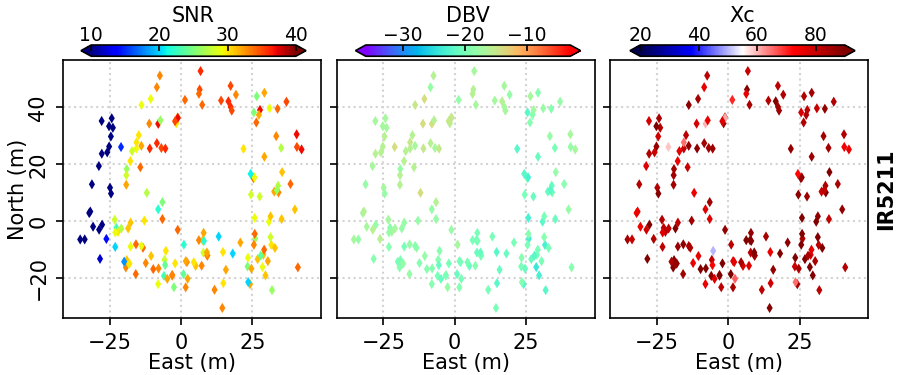 SNR DBV Xc
10 20 30 40 −30 −20 −10 20 40 60 80
40
20
0
−20
North (m)
IR5211
−25 0 25 −25 0 25 −25 0 25
East (m) East (m) East (m)